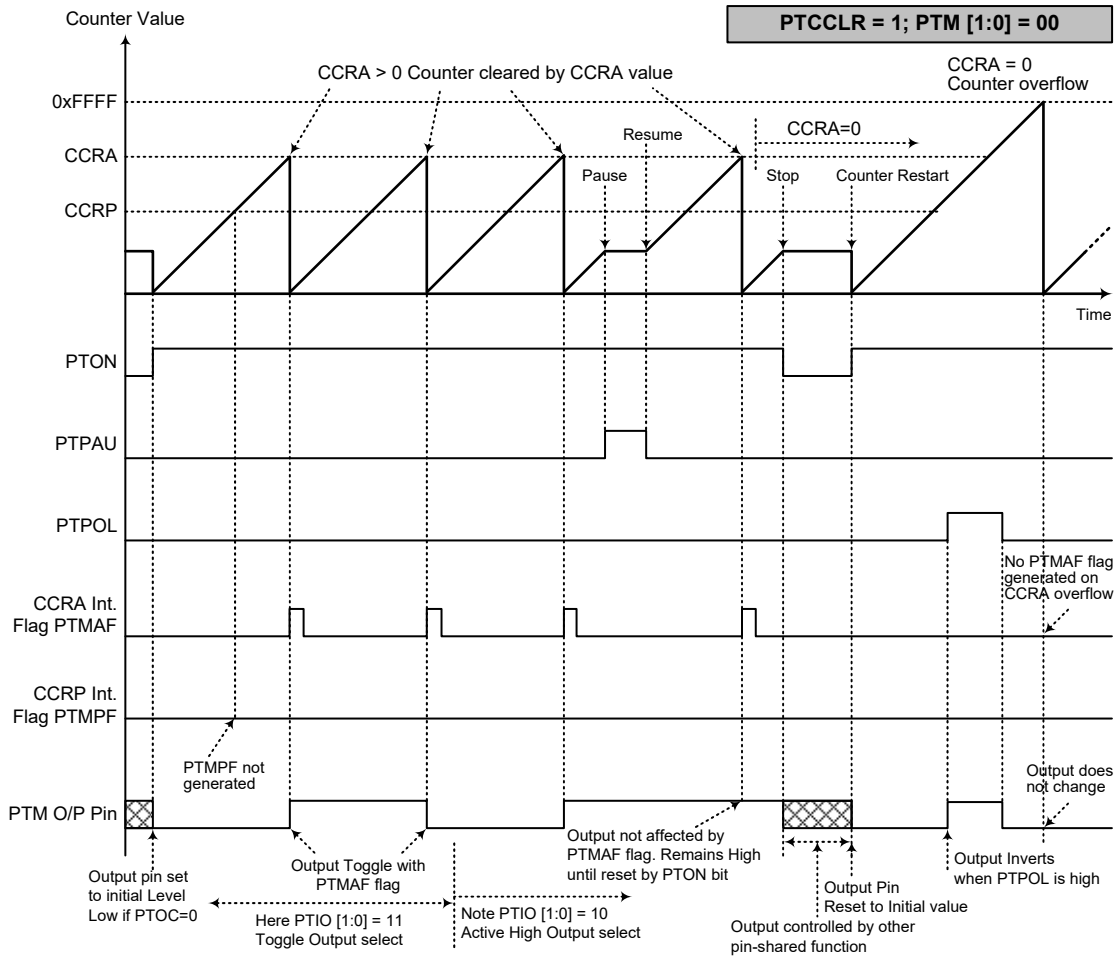 Counter Value
PTCCLR = 1; PTM [1:0] = 00
CCRA > 0 Counter cleared by CCRA value
CCRA = 0
Counter overflow
0xFFFF
Resume
CCRA=0
CCRA
Pause
Stop
Counter Restart
CCRP
Time
PTON
PTPAU
PTPOL
No PTMAF flag
generated on
CCRA overflow
CCRA Int.
Flag PTMAF
CCRP Int.
Flag PTMPF
PTMPF not
generated
Output does
not change
PTM O/P Pin
Output pin set
to initial Level
Low if PTOC=0
Output Toggle with
PTMAF flag
Output not affected by
PTMAF flag. Remains High
until reset by PTON bit
Output Inverts
when PTPOL is high
Output Pin
Reset to Initial value
Here PTIO [1:0] = 11
Toggle Output select
Note PTIO [1:0] = 10
Active High Output select
Output controlled by other
pin-shared function